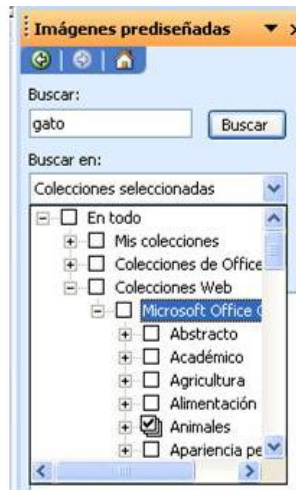 Imágenes prediseñadas
Buscar:
gato
Buscar
Buscar en:
Colecciones seleccionadas
En todo
Mis colecciones
Colecciones de Office
Colecciones Web
Microsoft Office
Abstracto
Académico
Agricultura
Alimentación
Animales
Apariencia pe